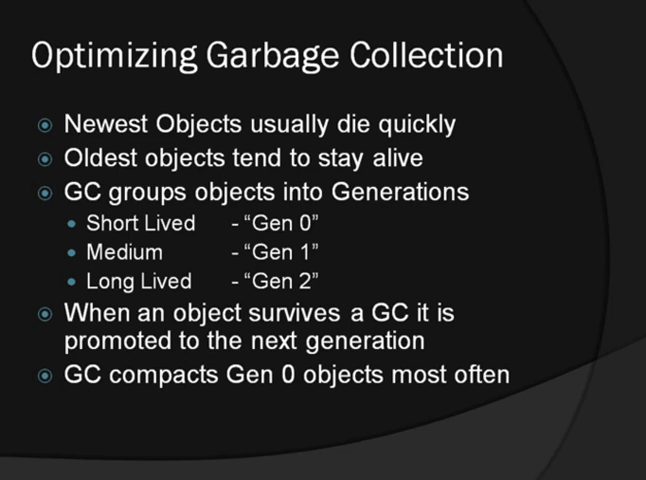 Optimizing Garbage Collection
Newest Objects usually die quickly
Oldest objects tend to stay alive
GC groups objects into Generations
Short Lived - “Gen 0”
Medium - “Gen 1”
Long Lived - “Gen 2”
When an object survives a GC it is
promoted to the next generation
GC compacts Gen 0 objects most often